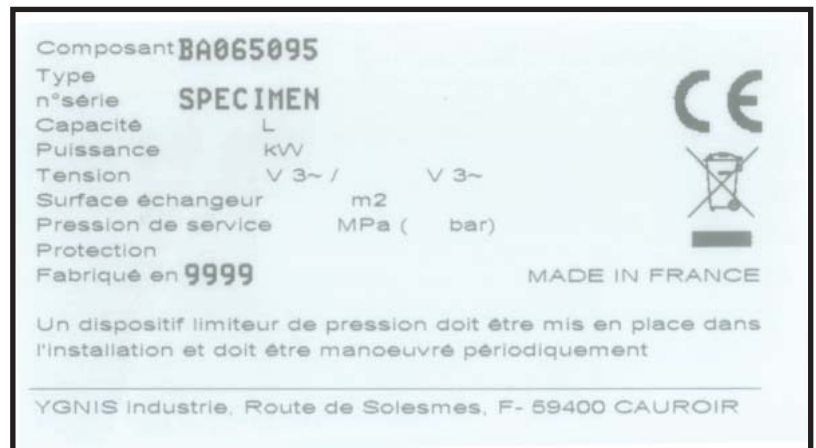 Composant BA065095
Type
n°série SPECIMEN
Capacité L
Puissance kW
Tension V 3~ / V 3~
Surface échangeur m2
Pression de service MPa ( bar)
Protection
Fabriqué en 9999 MADE IN FRANCE
CE
Un dispositif limiteur de pression doit être mis en place dans
l'installation et doit être manoeuvré périodiquement
YGNIS industrie, Route de Solesmes, F- 59400 CAUROIR